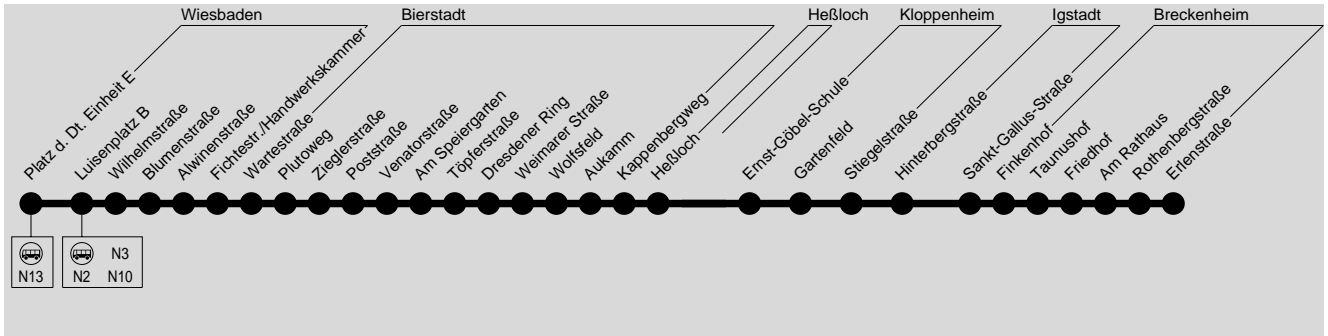 Wiesbaden
Bierstadt
Heßloch
Kloppenheim
Igstadt
Breckenheim
Platz d. Dt. Einheit E
Luisenplatz B
Wilhelmstraße
Blumenstraße
Alwinenstraße
Fichtestr./Handwerkskammer
Wartestraße
Plutoweg
Zieglerstraße
Poststraße
Venatorstraße
Am Speiergarten
Töpferstraße
Dresdener Ring
Weimarer Straße
Wolfsfeld
Aukamm
Kappenbergweg
Heßloch
Ernst-Göbel-Schule
Gartenfeld
Stiegelstraße
Hinterbergstraße
Sankt-Gallus-Straße
Finkenhof
Taunushof
Friedhof
Am Rathaus
Rothenbergstraße
Erlenstraße
N13
N3
N2 N10